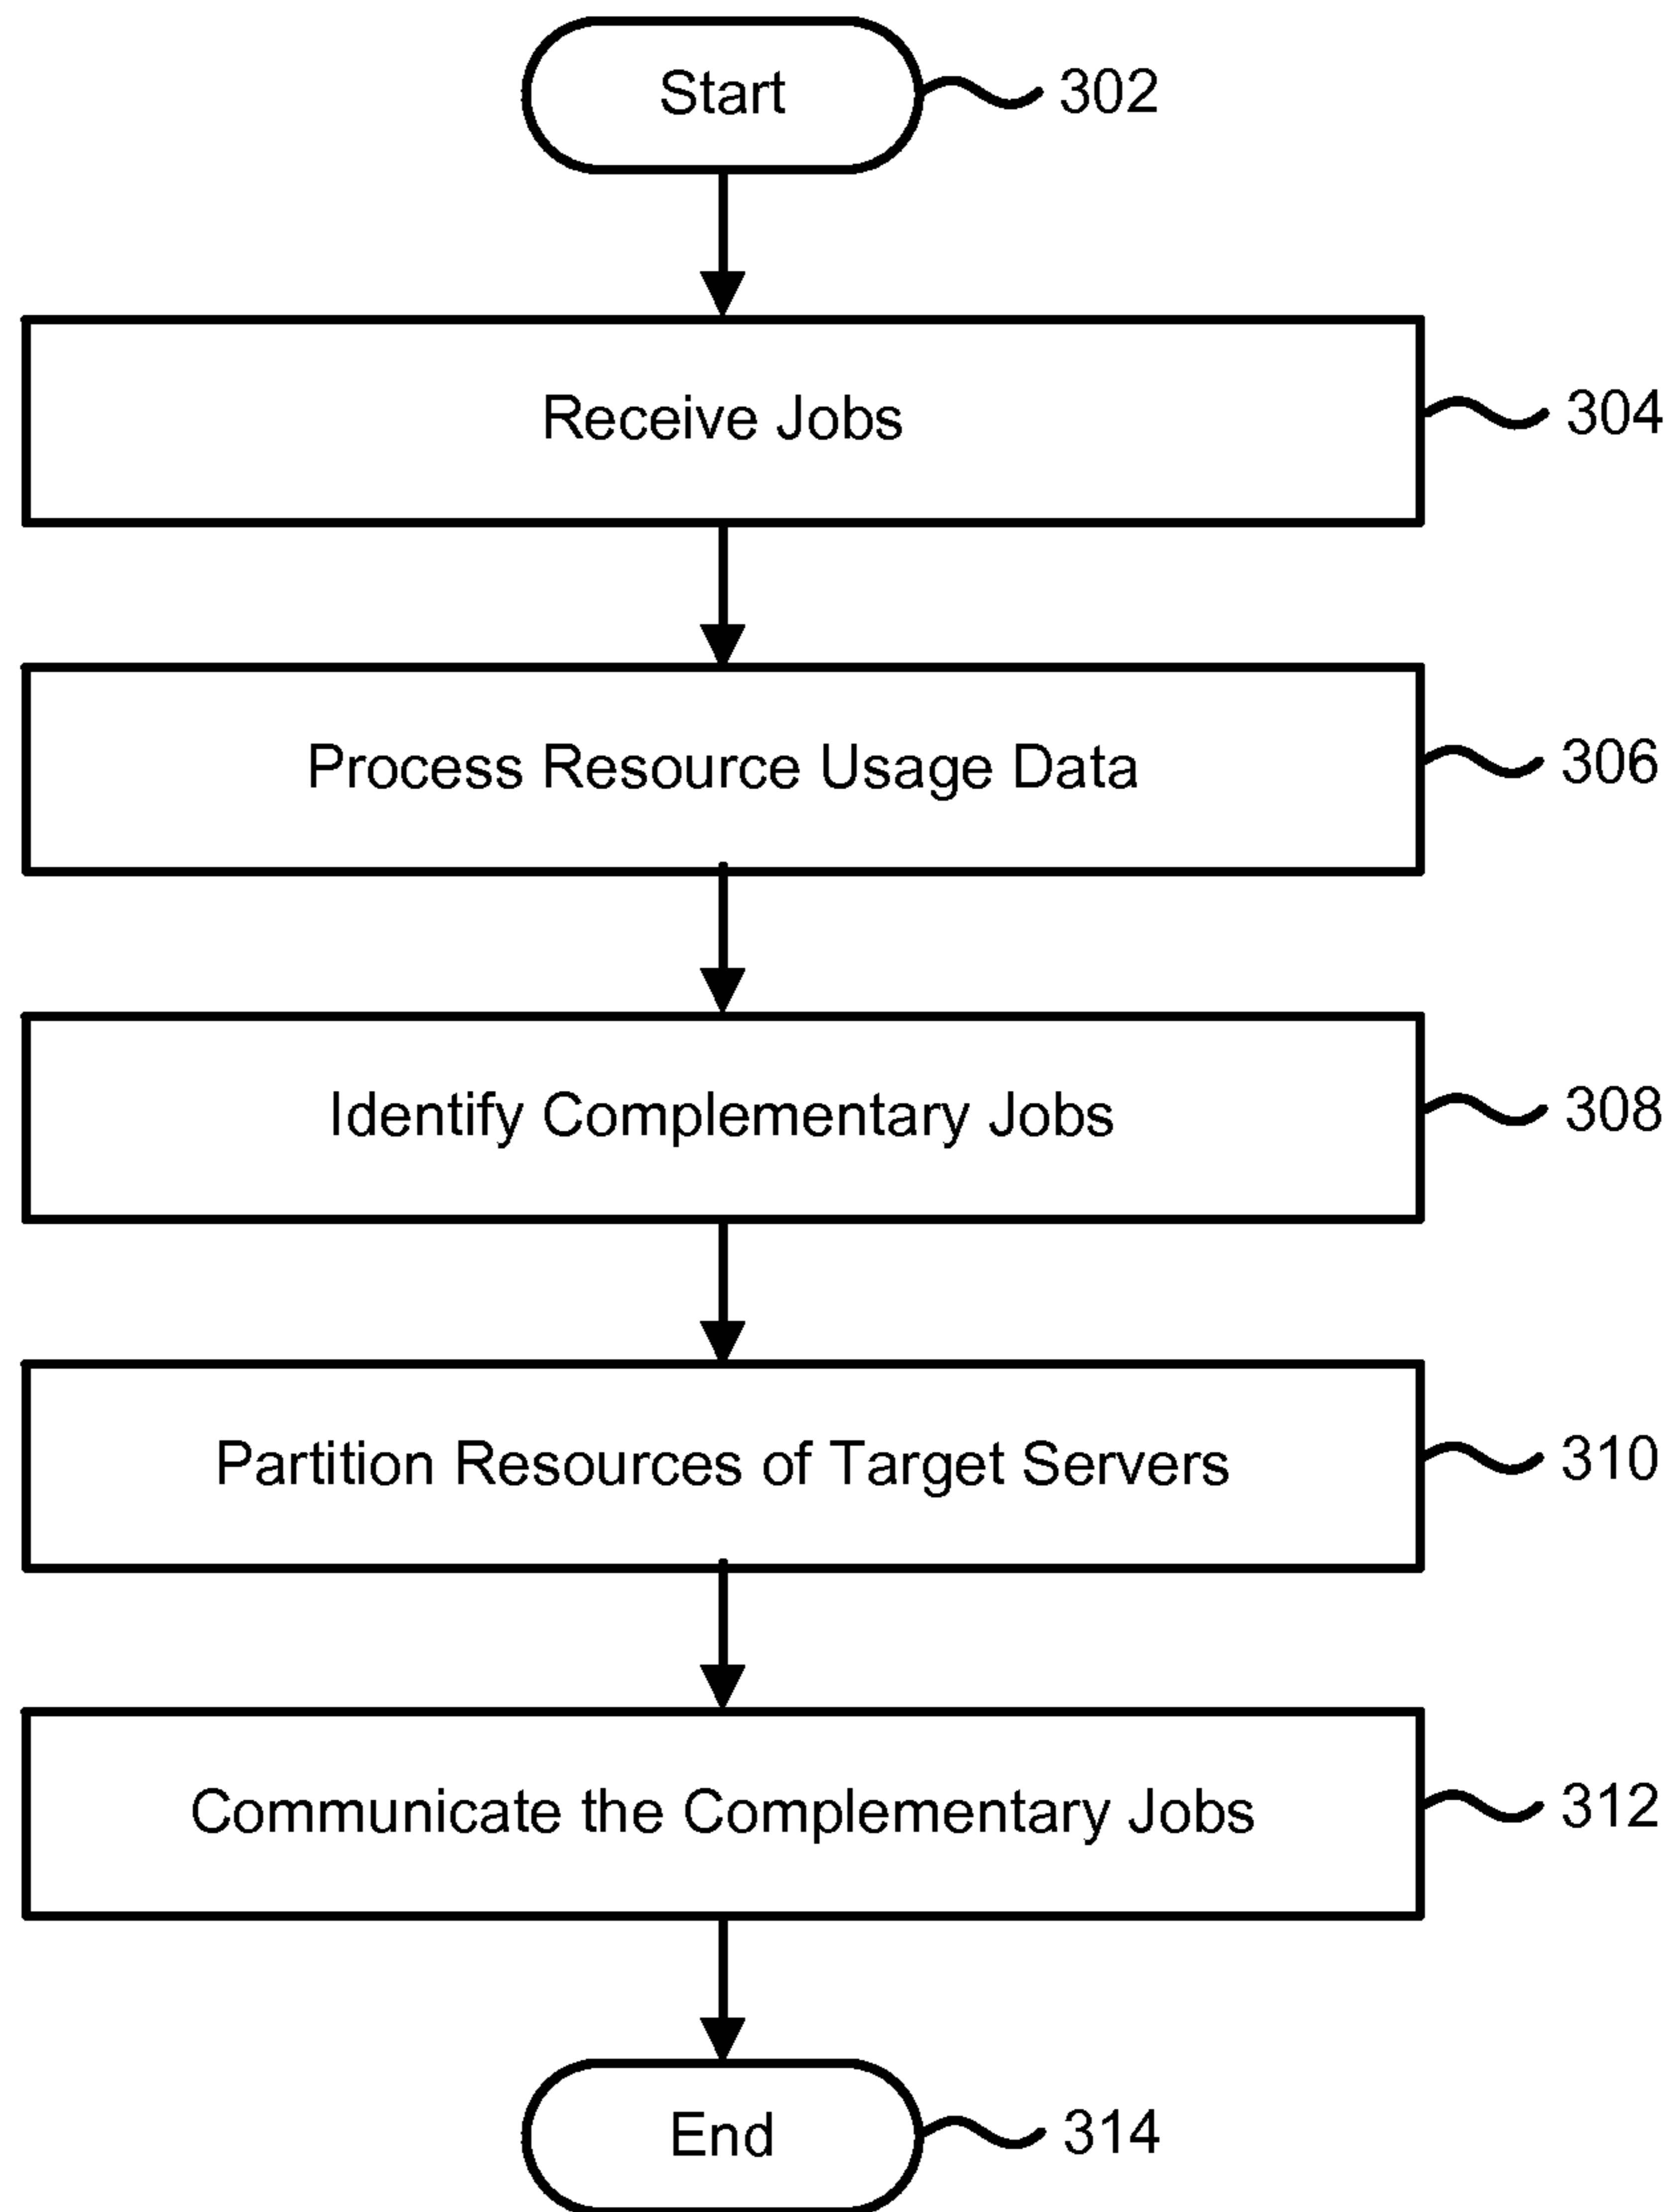 Start
302
Receive Jobs
304
Process Resource Usage Data
306
Identify Complementary Jobs
308
Partition Resources of Target Servers
310
Communicate the Complementary Jobs
312
End
314